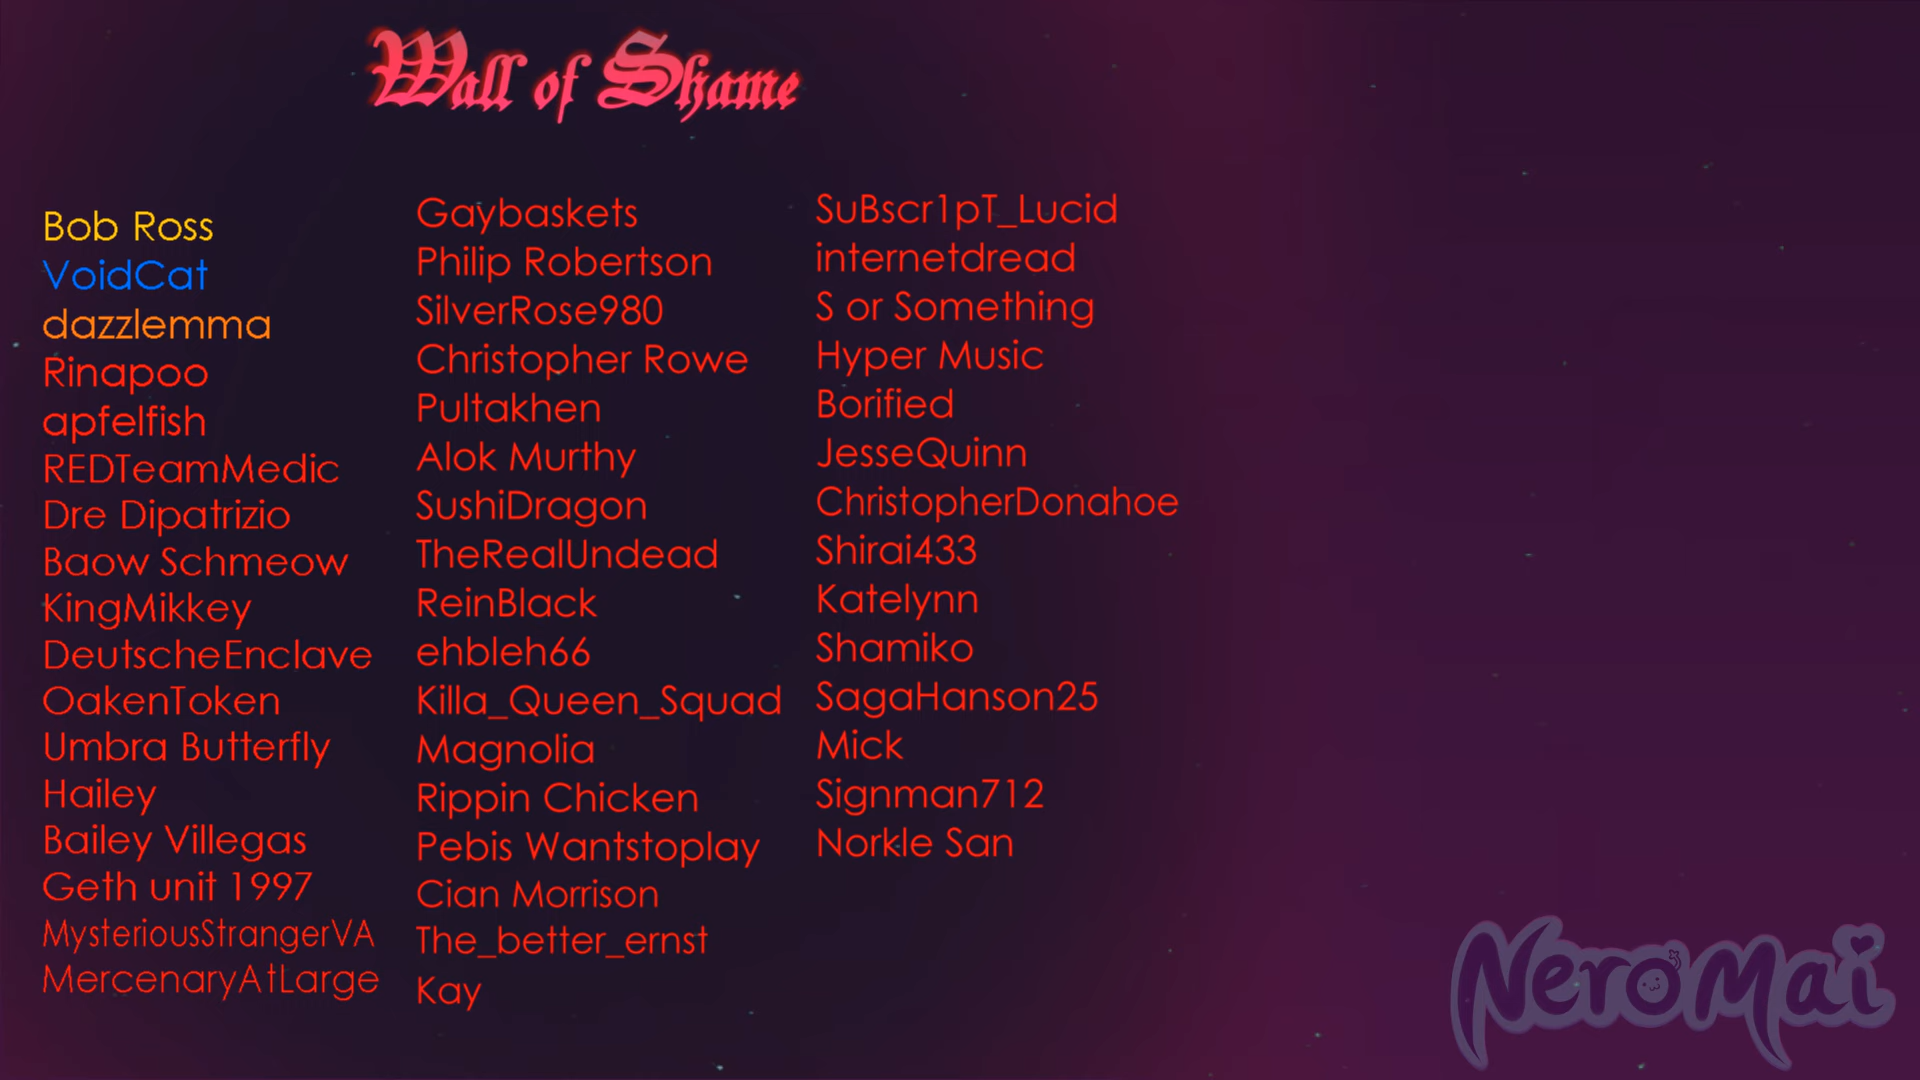 Wall of Shame
Bob Ross
VoidCat
dazzlemma
Rinapoo
apfelfish
REDTeamMedic
Dre Dipatrizio
Baow Schmeow
KingMikkey
DeutscheEnclave
OakenToken
Umbra Butterfly
Hailey
Bailey Villegas
Geth unit 1997
MysteriousStrangerVA
MercenaryAtLarge
Gaybaskets
Philip Robertson
SilverRose980
Christopher Rowe
Pultakhen
Alok Murthy
SushiDragon
TheRealUndead
ReinBlack
ehbleh66
Killa_Queen_Squad
Magnolia
Rippin Chicken
Pebis Wantstoplay
Cian Morrison
The_better_ernst
Kay
SuBscr1pT_Lucid
internetdread
S or Something
Hyper Music
Borified
JesseQuinn
ChristopherDonahoe
Shirai433
Katelynn
Shamiko
SagaHanson25
Mick
Signman712
Norkle San
NeroMai